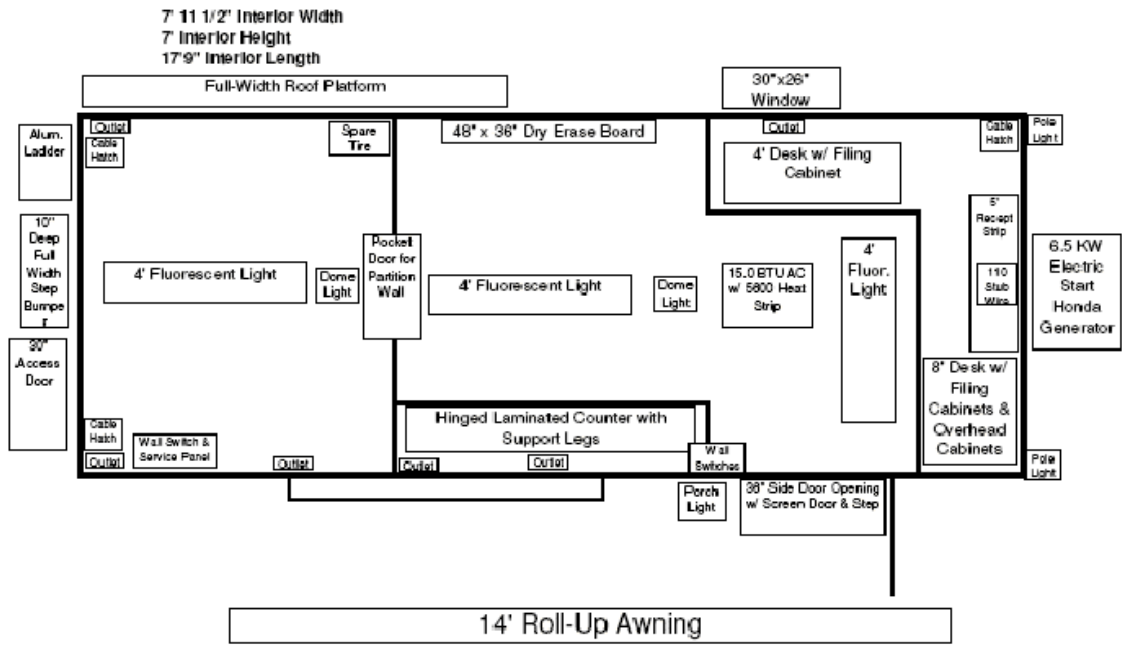 7' 11 1/2" Interior Width
7' Interior Height
17'9" Interior Length
Full-Width Roof Platform
30"x26"
Window
Alum.
Ladder
Outlet
Cable
Hatch
Spare
Tire
48" x 36" Dry Erase Board
Outlet
Cable
Hatch
Pole
Light
4' Desk w/ Filing
Cabinet
10"
Deep
Full
Width
Step
Bumpe
r
4' Fluorescent Light
Dome
Light
Pocket
Door for
Partition
Wall
4' Fluorescent Light
Dome
Light
15.0 BTU AC
w/ 5600 Heat
Strip
4'
Fluor.
Light
5'
Recept
Strip
110
Stub
Wire
6.5 KW
Electric
Start
Honda
Generator
30"
Access
Door
8" Desk w/
Filing
Cabinets &
Overhead
Cabinets
Cable
Hatch
Outlet
Wall Switch &
Service Panel
Outlet
Hinged Laminated Counter with
Support Legs
Outlet
Outlet
Wall
Switches
Pole
Light
Porch
Light
36" Side Door Opening
w/ Screen Door & Step
14' Roll-Up Awning